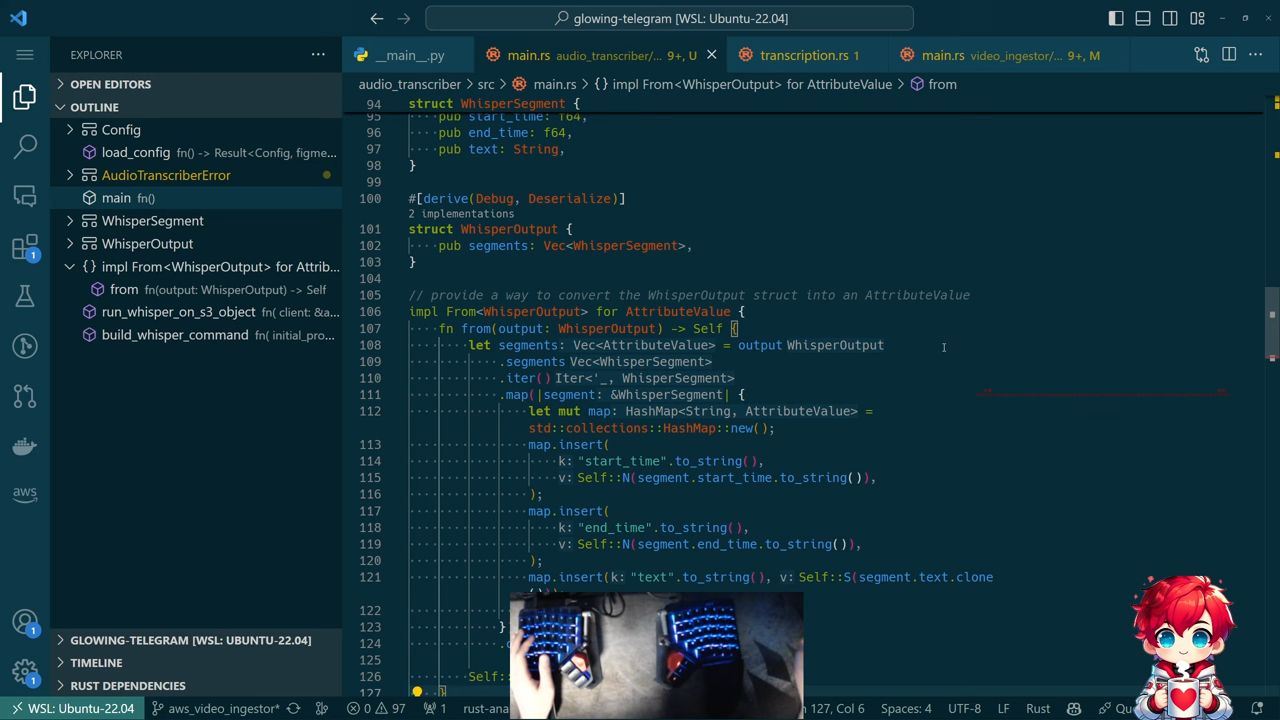 glowing-telegram [WSL: Ubuntu-22.04]
EXPLORER
__main__.py
main.rs audio_transcriber/... 9+, U
transcription.rs 1
main.rs video_ingestor/... 9+, M
OPEN EDITORS
OUTLINE
Config
load_config fn() -> Result<Config, figme...
AudioTranscriberError
main fn()
WhisperSegment
WhisperOutput
impl From<WhisperOutput> for Attrib...
from fn(output: WhisperOutput) -> Self
run_whisper_on_s3_object fn( client: &a...
build_whisper_command fn( initial_pro...
GLOWING-TELEGRAM [WSL: UBUNTU-22.04]
TIMELINE
RUST DEPENDENCIES
1
aws
1
1
audio_transcriber > src > main.rs > {} impl From<WhisperOutput> for AttributeValue > from
94 struct WhisperSegment {
95 pub start_time: f64,
96 pub end_time: f64,
97 pub text: String,
98 }
99
100 #[derive(Debug, Deserialize)]
2 implementations
101 struct WhisperOutput {
102 pub segments: Vec<WhisperSegment>,
103 }
104
105 // provide a way to convert the WhisperOutput struct into an AttributeValue
106 impl From<WhisperOutput> for AttributeValue {
107 fn from(output: WhisperOutput) -> Self {
108 let segments: Vec<AttributeValue> = output WhisperOutput
109 .segments Vec<WhisperSegment>
110 .iter() Iter<'_, WhisperSegment>
111 .map(|segment: &WhisperSegment| {
112 let mut map: HashMap<String, AttributeValue> =
std::collections::HashMap::new();
113 map.insert(
114 k: "start_time".to_string(),
115 v: Self::N(segment.start_time.to_string()),
116 );
117 map.insert(
118 k: "end_time".to_string(),
119 v: Self::N(segment.end_time.to_string()),
120 );
121 map.insert(k: "text".to_string(), v: Self::S(segment.text.clone
122
123 }
124
125
126 Self::
127 }
WSL: Ubuntu-22.04 aws_video_ingestor* 0 97 1 rust-ana
127, Col 6 Spaces: 4 UTF-8 LF Rust